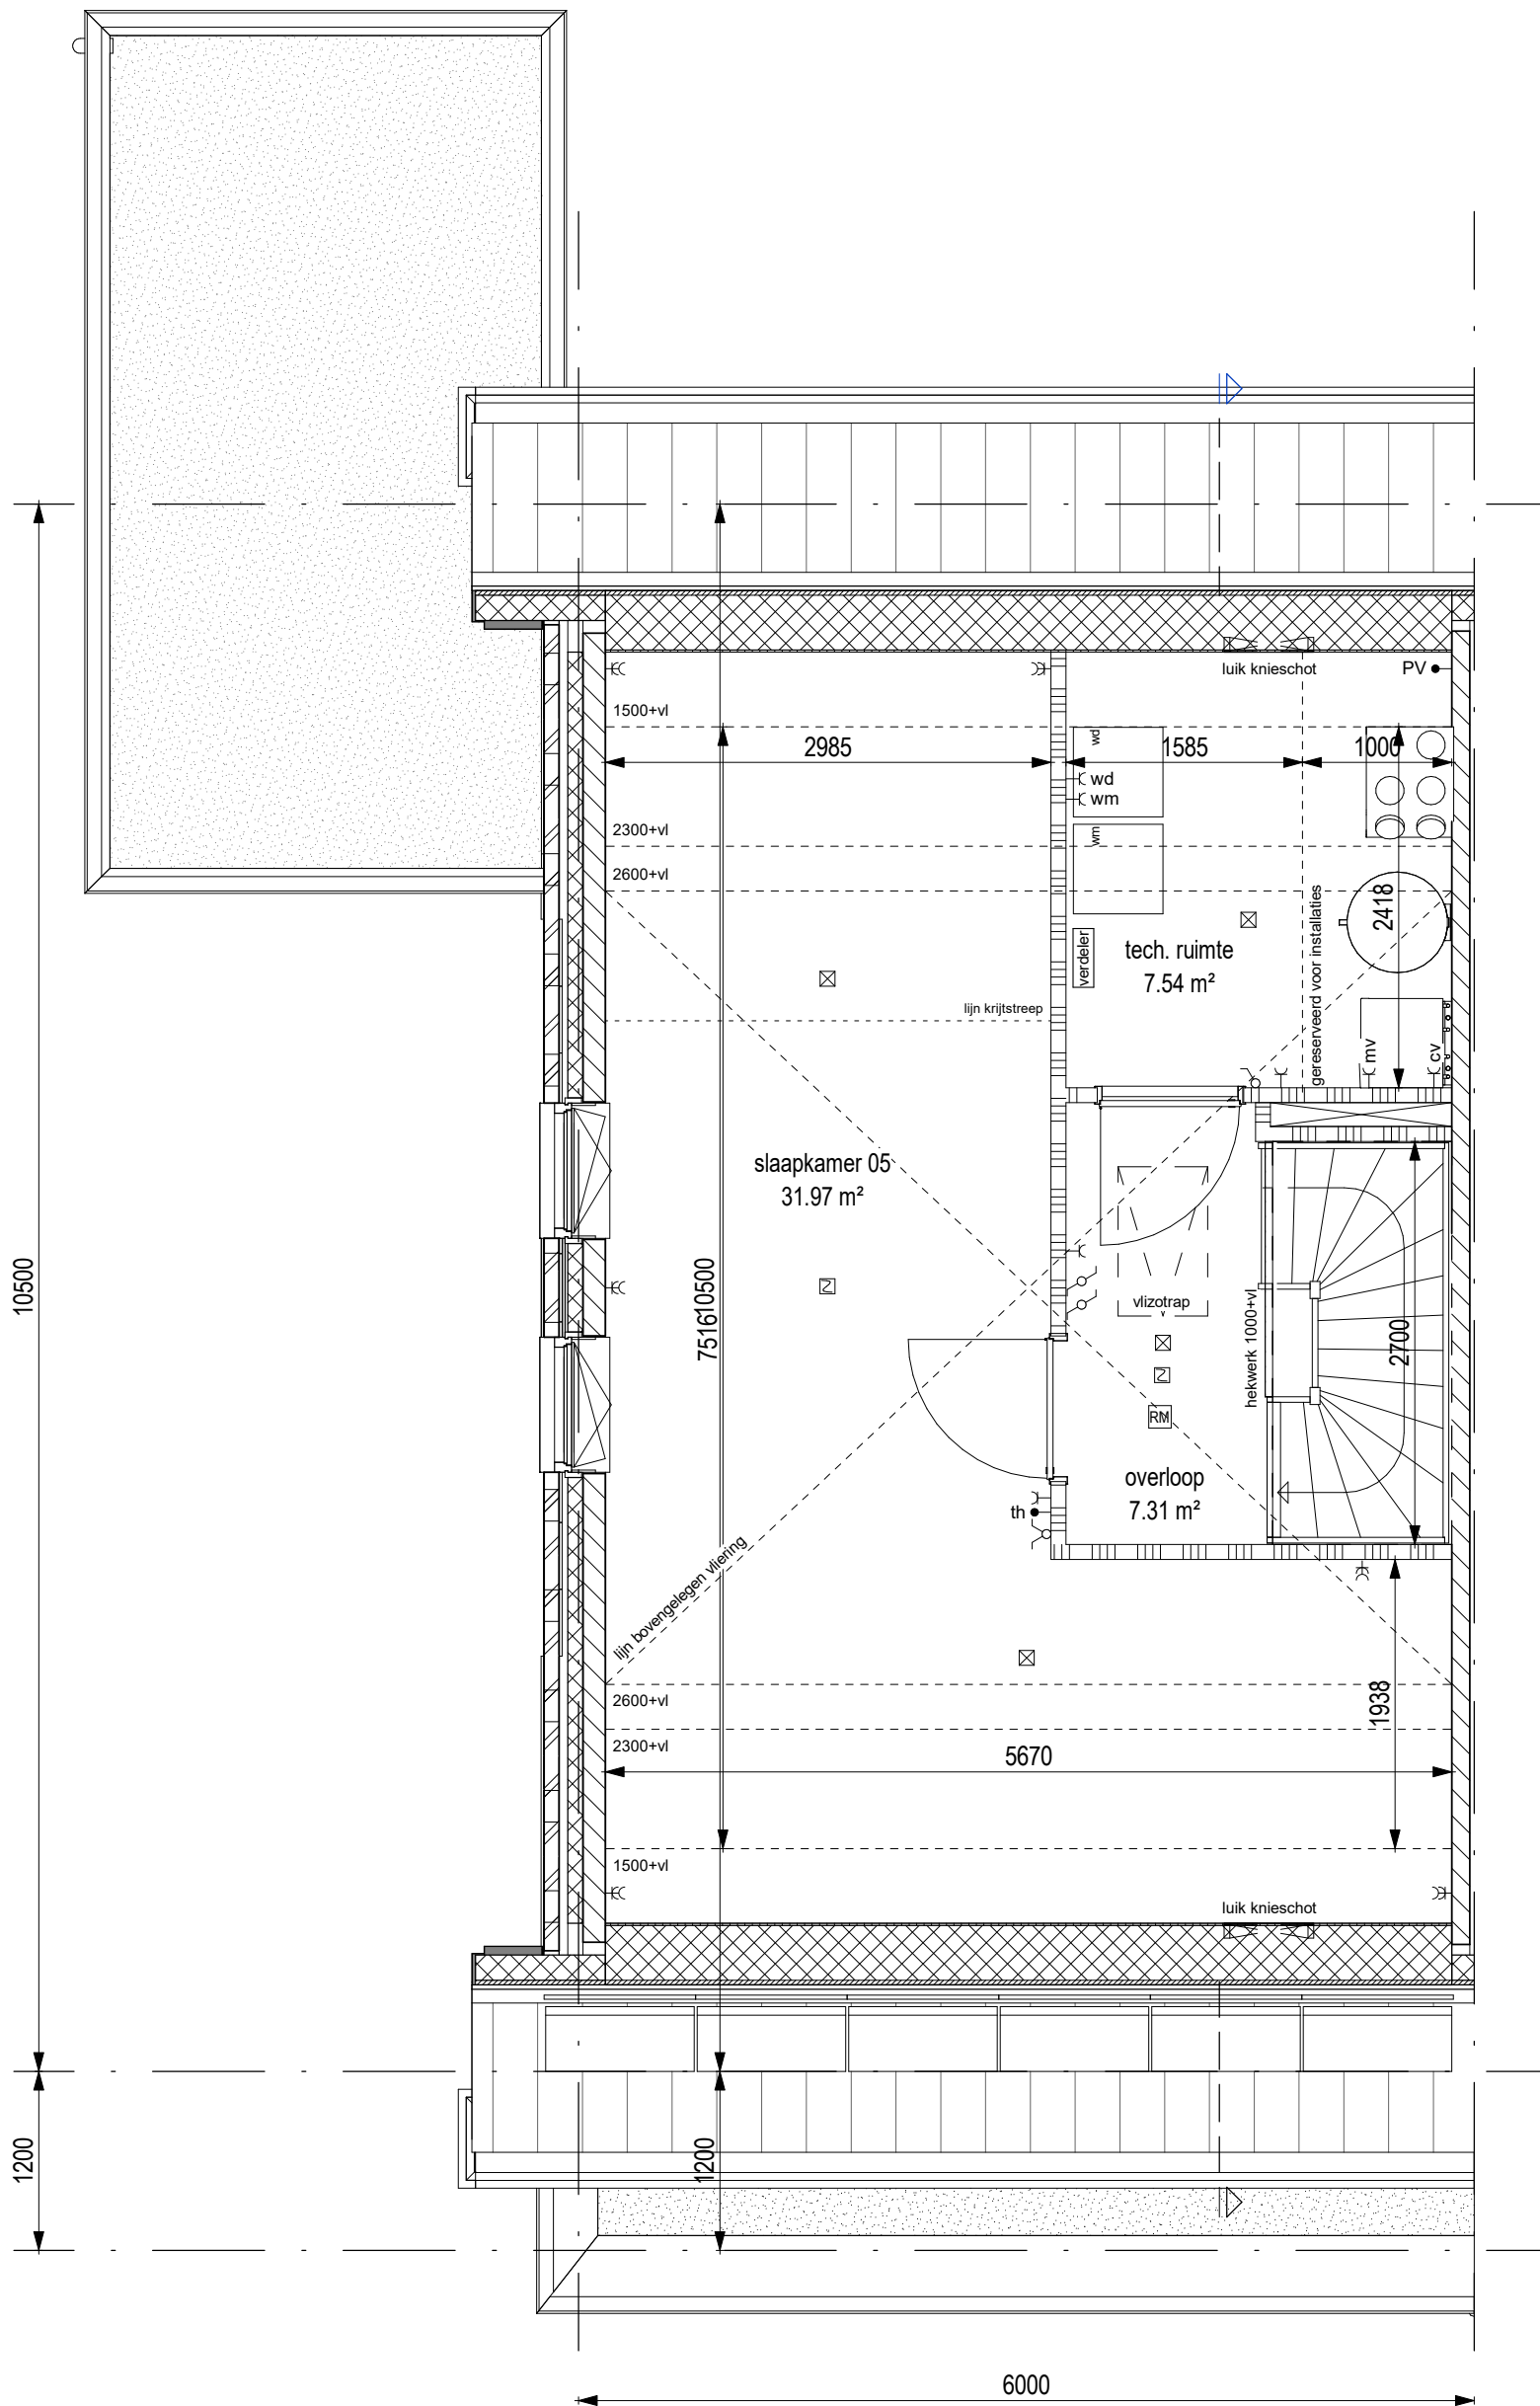 luik knieschot
PV
1500+vl
2985
1585
1000
wd
wd
wm
2300+vl
wm
2600+vl
2418
gereserveerd voor installaties
verdeler
tech. ruimte
7.54 m²
lijn krijtstreep
mv
cv
slaapkamer 05
31.97 m²
10500
751610500
vlizotrap
hekwerk 1000+vl
2700
RM
overloop
7.31 m²
th
lijn bovengelegen vliering
2600+vl
1938
2300+vl
5670
1500+vl
luik knieschot
1200
1200
6000